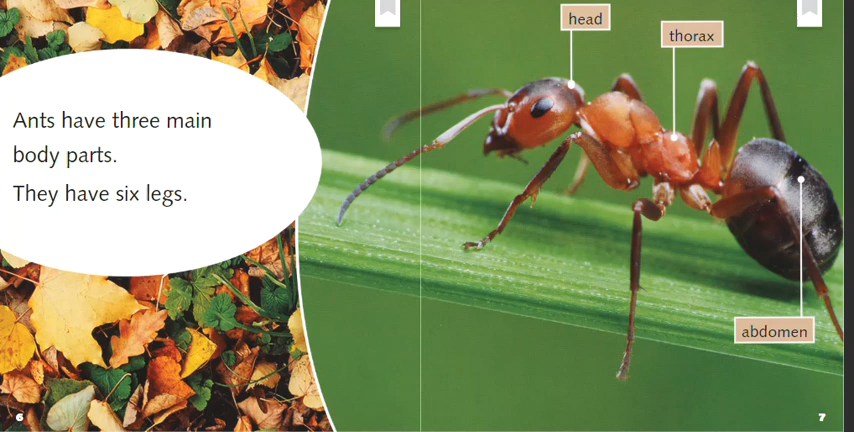 Ants have three main
body parts.
They have six legs.
6
head
thorax
abdomen
7